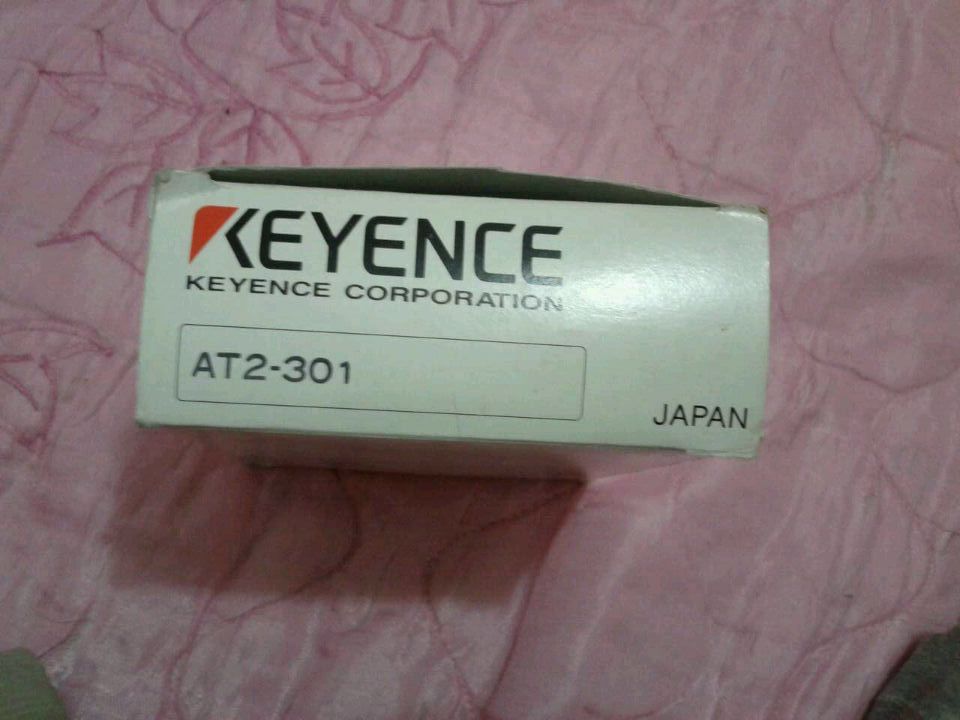 KEYENCE
KEYENCE CORPORATION
AT2-301
JAPAN